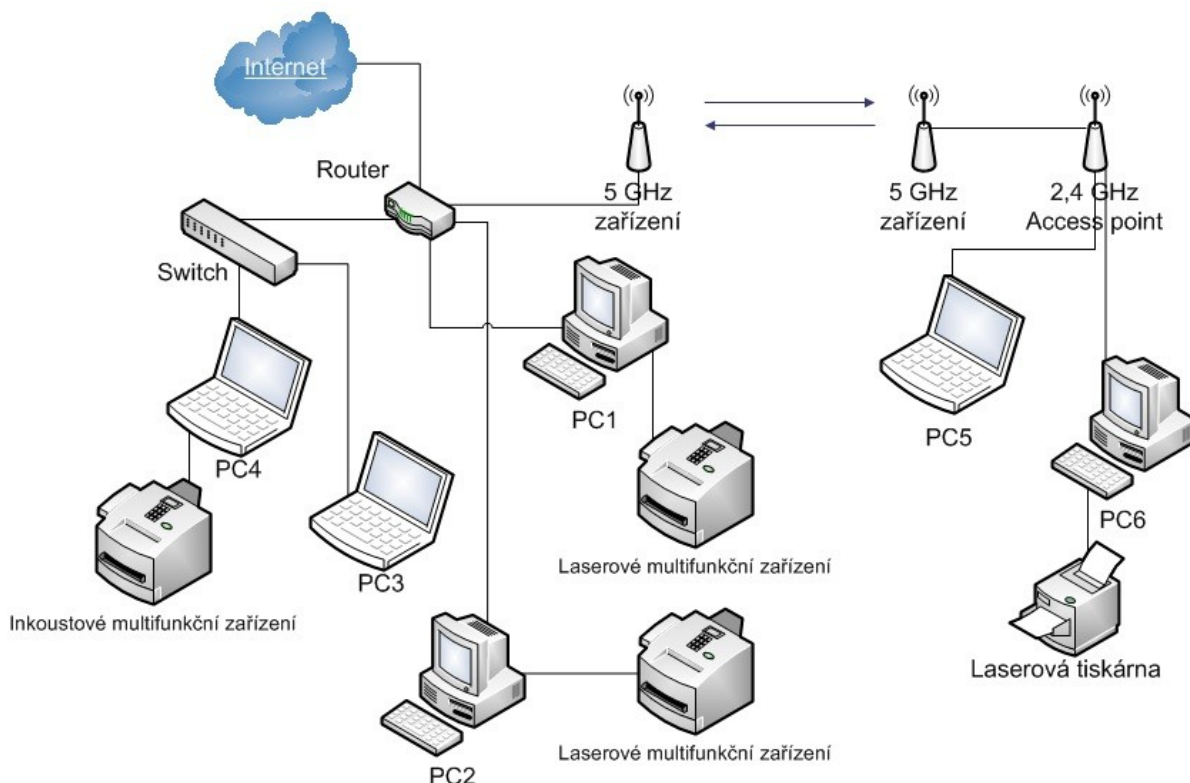 Internet
Router
5 GHz
zařízení
5 GHz
zařízení
2,4 GHz
Access point
Switch
PC1
PC5
PC4
PC6
PC3
Laserové multifunkční zařízení
Inkoustové multifunkční zařízení
Laserová tiskárna
Laserové multifunkční zařízení
PC2